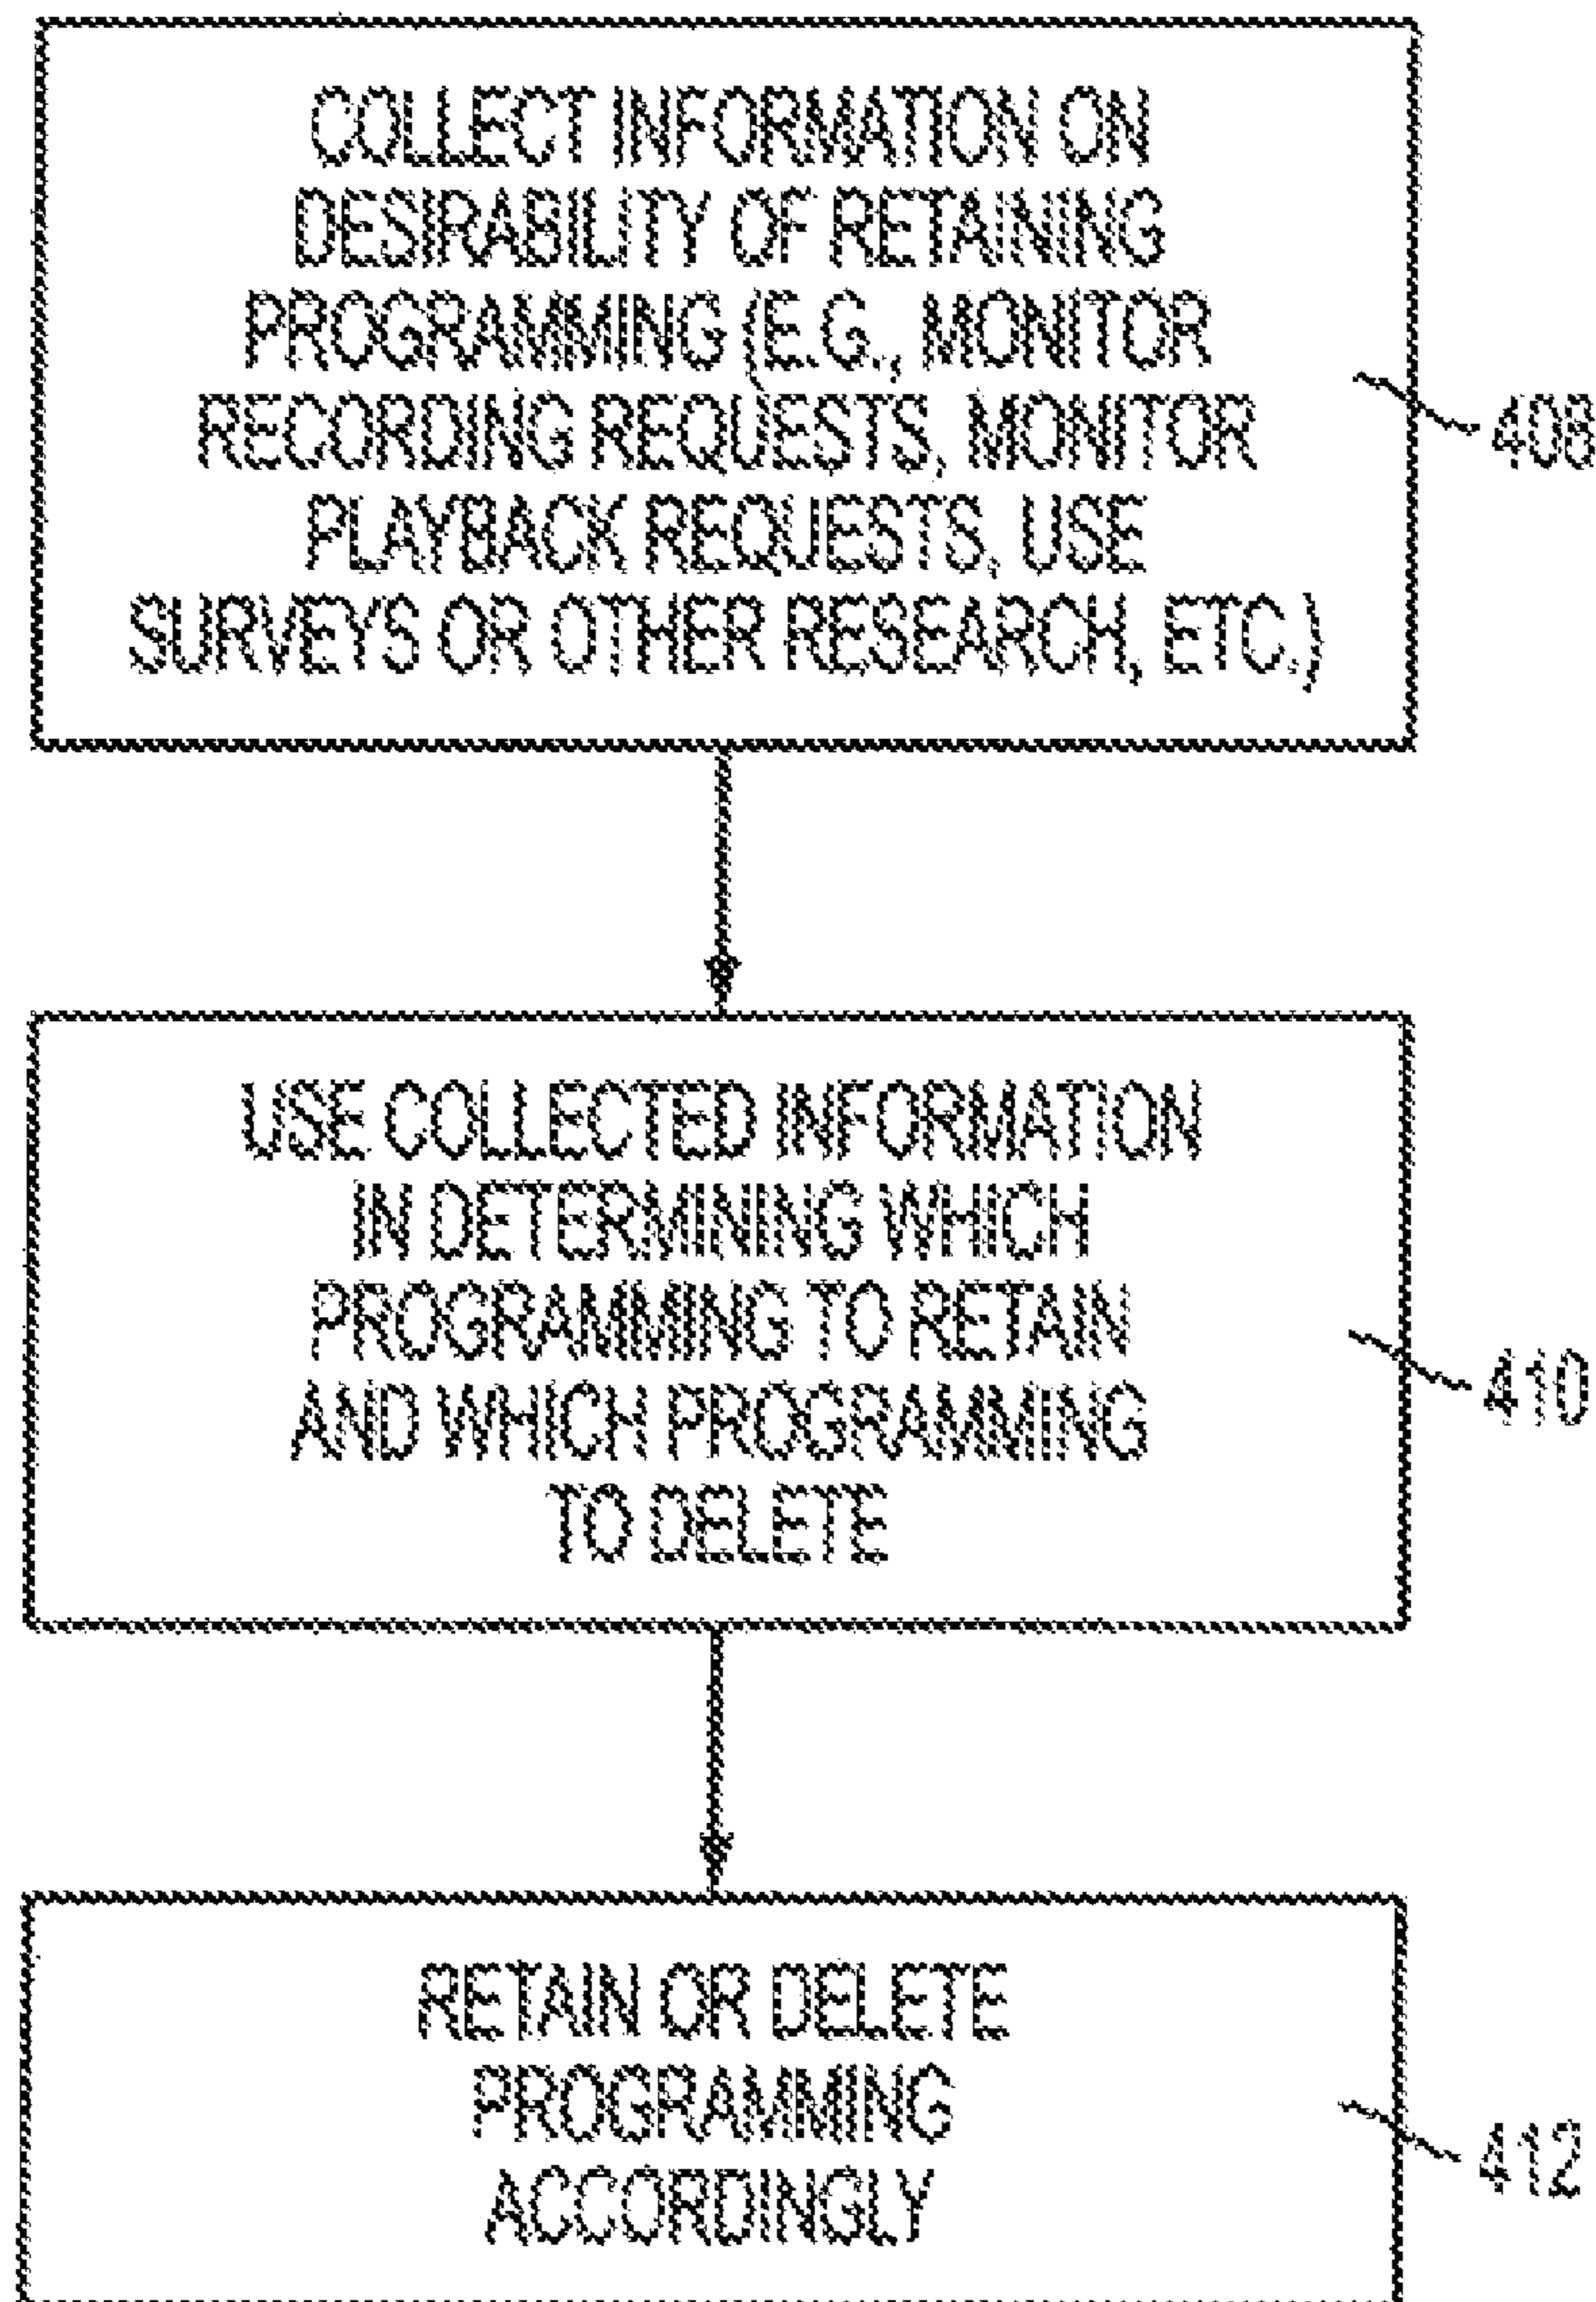 COLLECT INFORMATION ON
DESIRABILITY OF RETAINING
PROGRAMMING (E.G., MONITOR
RECORDING REQUESTS, MONITOR
PLAYBACK REQUESTS, USE
SURVEYS OR OTHER RESEARCH, ETC.)
408
USE COLLECTED INFORMATION
IN DETERMINING WHICH
PROGRAMMING TO RETAIN
AND WHICH PROGRAMMING
TO DELETE
410
RETAIN OR DELETE
PROGRAMMING
ACCORDINGLY
412